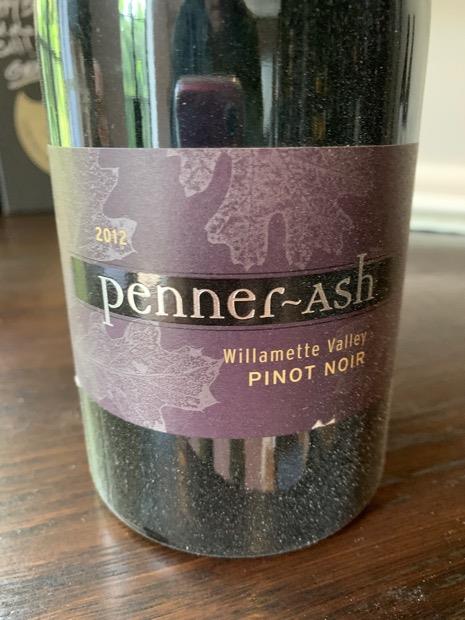 2012
penner~ash
Willamette Valley
PINOT NOIR